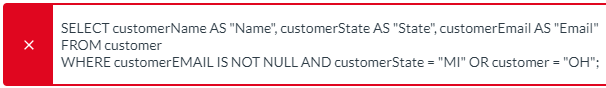 SELECT customerName AS "Name", customerState AS "State", customerEmail AS "Email"
FROM customer
WHERE customerEMAIL IS NOT NULL AND customerState = "MI" OR customer = "OH";